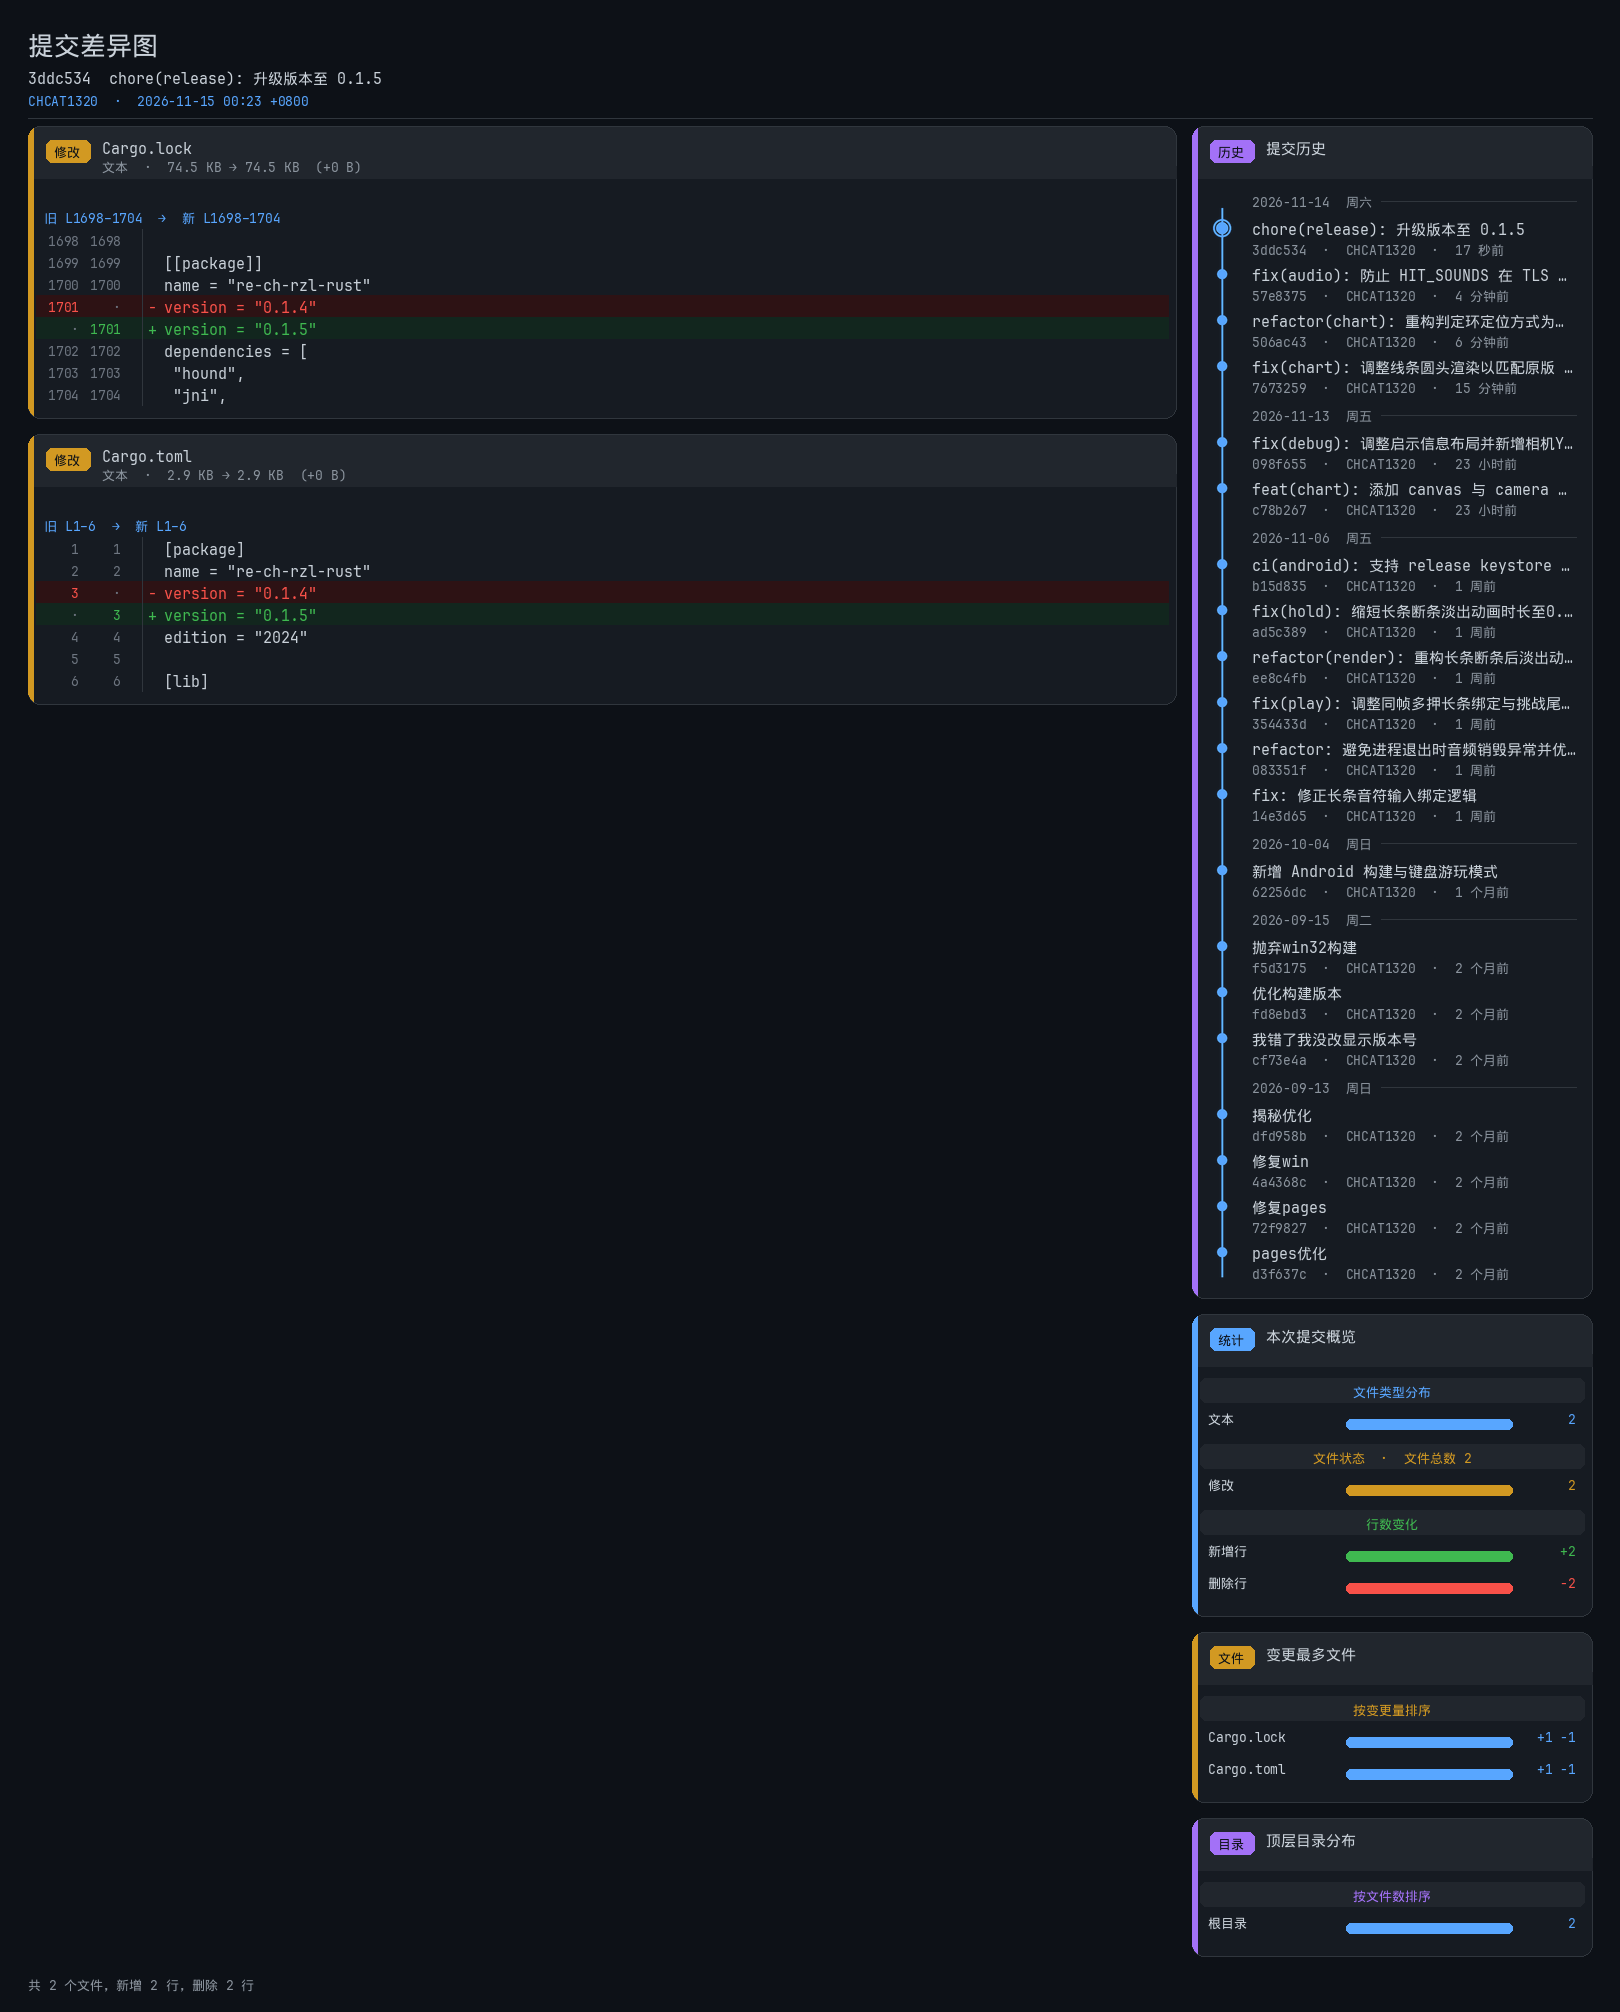 提交差异图
3ddc534  chore(release): 升级版本至 0.1.5
CHCAT1320  ·  2026-11-15 00:23 +0800
修改 Cargo.lock
文本  ·  74.5 KB → 74.5 KB  (+0 B)
旧 L1698-1704  →  新 L1698-1704
1698 1698
1699 1699 [[package]]
1700 1700 name = "re-ch-rzl-rust"
1701 · - version = "0.1.4"
· 1701 + version = "0.1.5"
1702 1702 dependencies = [
1703 1703  "hound",
1704 1704  "jni",
修改 Cargo.toml
文本  ·  2.9 KB → 2.9 KB  (+0 B)
旧 L1-6  →  新 L1-6
1 1 [package]
2 2 name = "re-ch-rzl-rust"
3 · - version = "0.1.4"
· 3 + version = "0.1.5"
4 4 edition = "2024"
5 5
6 6 [lib]
历史 提交历史
2026-11-14  周六
chore(release): 升级版本至 0.1.5
3ddc534  ·  CHCAT1320  ·  17 秒前
fix(audio): 防止 HIT_SOUNDS 在 TLS …
57e8375  ·  CHCAT1320  ·  4 分钟前
refactor(chart): 重构判定环定位方式为…
506ac43  ·  CHCAT1320  ·  6 分钟前
fix(chart): 调整线条圆头渲染以匹配原版 …
7673259  ·  CHCAT1320  ·  15 分钟前
2026-11-13  周五
fix(debug): 调整启示信息布局并新增相机Y…
098f655  ·  CHCAT1320  ·  23 小时前
feat(chart): 添加 canvas 与 camera …
c78b267  ·  CHCAT1320  ·  23 小时前
2026-11-06  周五
ci(android): 支持 release keystore …
b15d835  ·  CHCAT1320  ·  1 周前
fix(hold): 缩短长条断条淡出动画时长至0.…
ad5c389  ·  CHCAT1320  ·  1 周前
refactor(render): 重构长条断条后淡出动…
ee8c4fb  ·  CHCAT1320  ·  1 周前
fix(play): 调整同帧多押长条绑定与挑战尾…
354433d  ·  CHCAT1320  ·  1 周前
refactor: 避免进程退出时音频销毁异常并优…
083351f  ·  CHCAT1320  ·  1 周前
fix: 修正长条音符输入绑定逻辑
14e3d65  ·  CHCAT1320  ·  1 周前
2026-10-04  周日
新增 Android 构建与键盘游玩模式
62256dc  ·  CHCAT1320  ·  1 个月前
2026-09-15  周二
抛弃win32构建
f5d3175  ·  CHCAT1320  ·  2 个月前
优化构建版本
fd8ebd3  ·  CHCAT1320  ·  2 个月前
我错了我没改显示版本号
cf73e4a  ·  CHCAT1320  ·  2 个月前
2026-09-13  周日
揭秘优化
dfd958b  ·  CHCAT1320  ·  2 个月前
修复win
4a4368c  ·  CHCAT1320  ·  2 个月前
修复pages
72f9827  ·  CHCAT1320  ·  2 个月前
pages优化
d3f637c  ·  CHCAT1320  ·  2 个月前
统计 本次提交概览
文件类型分布
文本 2
文件状态  ·  文件总数 2
修改 2
行数变化
新增行 +2
删除行 -2
文件 变更最多文件
按变更量排序
Cargo.lock +1 -1
Cargo.toml +1 -1
目录 顶层目录分布
按文件数排序
根目录 2
共 2 个文件, 新增 2 行, 删除 2 行